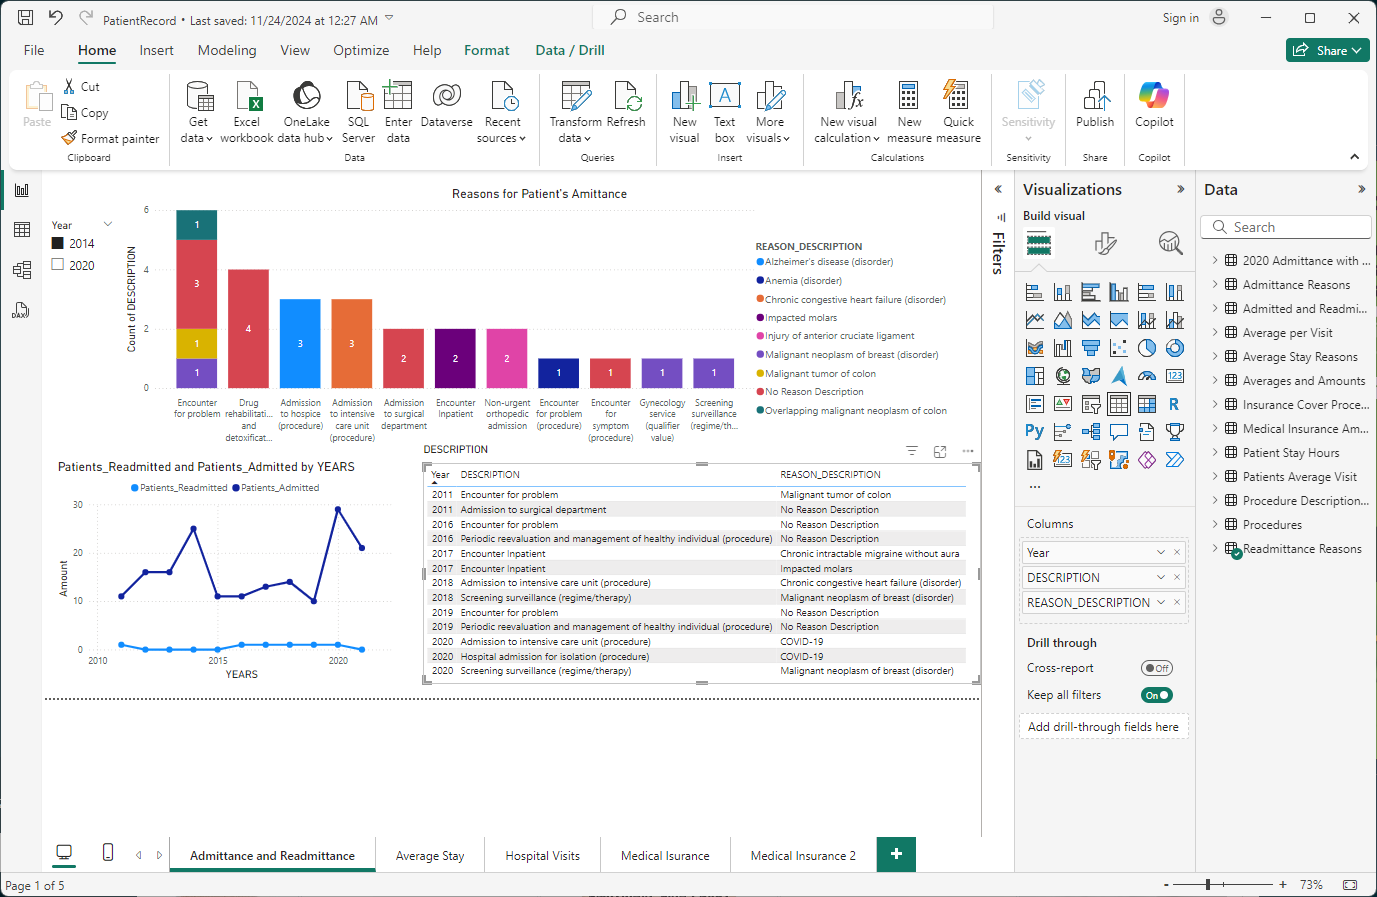 PatientRecord • Last saved: 11/24/2024 at 12:27 AM
Search
Sign in
File Home Insert Modeling View Optimize Help Format Data / Drill
Share
Paste
Cut
Copy
Format painter
Clipboard
Get data
Excel workbook
OneLake data hub
SQL Server
Enter data
Dataverse
Recent sources
Data
Transform data
Refresh
Queries
New visual
Text box
More visuals
Insert
New visual calculation
New measure
Quick measure
Calculations
Sensitivity
Sensitivity
Publish
Share
Copilot
Copilot
Year
2014
2020
Reasons for Patient's Amittance
Count of DESCRIPTION
6
4
2
0
1
3
1
1
4
3
3
2
2
2
1
1
1
1
Encounter for problem
Drug rehabilitati... and detoxificat...
Admission to hospice (procedure)
Admission to intensive care unit (procedure)
Admission to surgical department
Encounter Inpatient
Non-urgent orthopedic admission
Encounter for problem (procedure)
Encounter for symptom (procedure)
Gynecology service (qualifier value)
Screening surveillance (regime/th...
REASON_DESCRIPTION
Alzheimer's disease (disorder)
Anemia (disorder)
Chronic congestive heart failure (disorder)
Impacted molars
Injury of anterior cruciate ligament
Malignant neoplasm of breast (disorder)
Malignant tumor of colon
No Reason Description
Overlapping malignant neoplasm of colon
Patients_Readmitted and Patients_Admitted by YEARS
Patients_Readmitted Patients_Admitted
Amount
30
20
10
0
2010 2015 2020
YEARS
DESCRIPTION
Year DESCRIPTION REASON_DESCRIPTION
2011 Encounter for problem Malignant tumor of colon
2011 Admission to surgical department No Reason Description
2016 Encounter for problem No Reason Description
2016 Periodic reevaluation and management of healthy individual (procedure) No Reason Description
2017 Encounter Inpatient Chronic intractable migraine without aura
2017 Encounter Inpatient Impacted molars
2018 Admission to intensive care unit (procedure) Chronic congestive heart failure (disorder)
2018 Screening surveillance (regime/therapy) Malignant neoplasm of breast (disorder)
2019 Encounter for problem No Reason Description
2019 Periodic reevaluation and management of healthy individual (procedure) No Reason Description
2020 Admission to intensive care unit (procedure) COVID-19
2020 Hospital admission for isolation (procedure) COVID-19
2020 Screening surveillance (regime/therapy) Malignant neoplasm of breast (disorder)
Filters
Visualizations
Build visual
123
R
Py
123
...
Columns
Year
DESCRIPTION
REASON_DESCRIPTION
Drill through
Cross-report Off
Keep all filters On
Add drill-through fields here
Data
Search
2020 Admittance with ...
Admittance Reasons
Admitted and Readmi...
Average per Visit
Average Stay Reasons
Averages and Amounts
Insurance Cover Proce...
Medical Insurance Am...
Patient Stay Hours
Patients Average Visit
Procedure Description...
Procedures
Readmittance Reasons
DAX
Admittance and Readmittance
Average Stay
Hospital Visits
Medical Isurance
Medical Insurance 2
+
Page 1 of 5
- + 73%